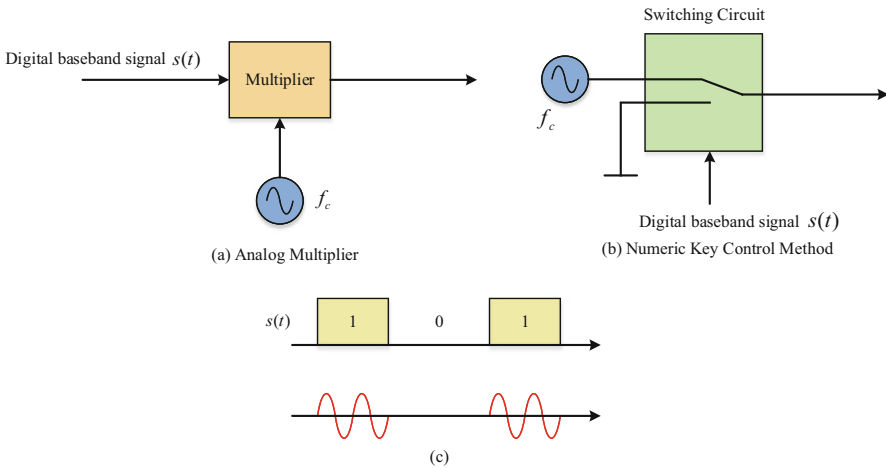 Digital baseband signal s(t)
Multiplier
f_c
(a) Analog Multiplier
Switching Circuit
f_c
Digital baseband signal s(t)
(b) Numeric Key Control Method
s(t) 1 0 1
(c)